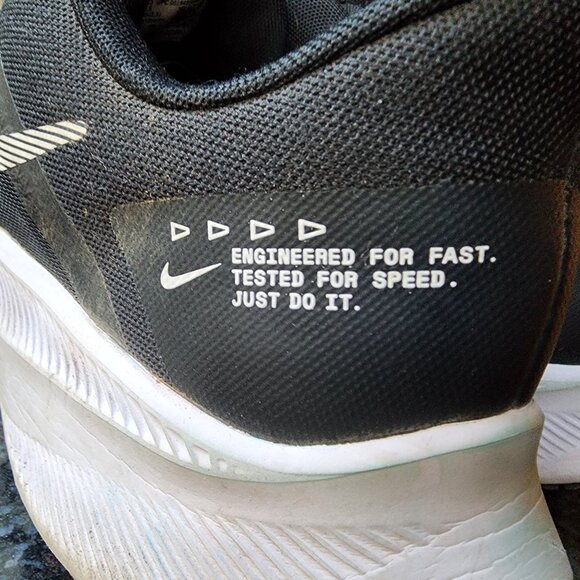 ENGINEERED FOR FAST.
TESTED FOR SPEED.
JUST DO IT.